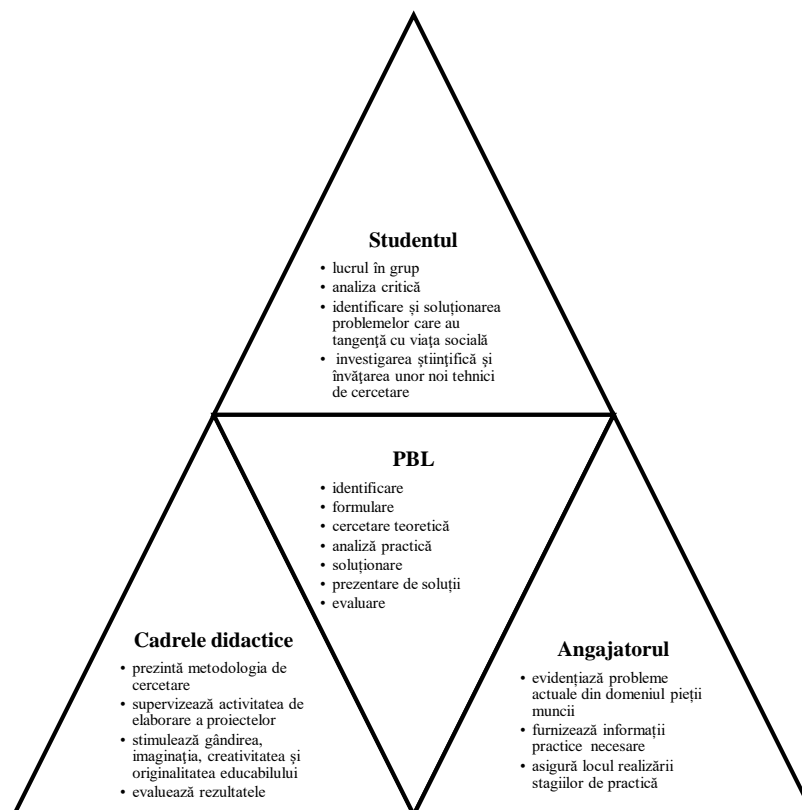 Studentul
• lucrul în grup
• analiza critică
• identificare și soluționarea
problemelor care au
tangență cu viața socială
• investigarea științifică și
învățarea unor noi tehnici
de cercetare
PBL
• identificare
• formulare
• cercetare teoretică
• analiză practică
• soluționare
• prezentare de soluții
• evaluare
Cadrele didactice
• prezintă metodologia de
cercetare
• supervizează activitatea de
elaborare a proiectelor
• stimulează gândirea,
imaginația, creativitatea și
originalitatea educabilului
• evaluează rezultatele
Angajatorul
• evidențiază probleme
actuale din domeniul pieții
muncii
• furnizează informații
practice necesare
• asigură locul realizării
stagiilor de practică